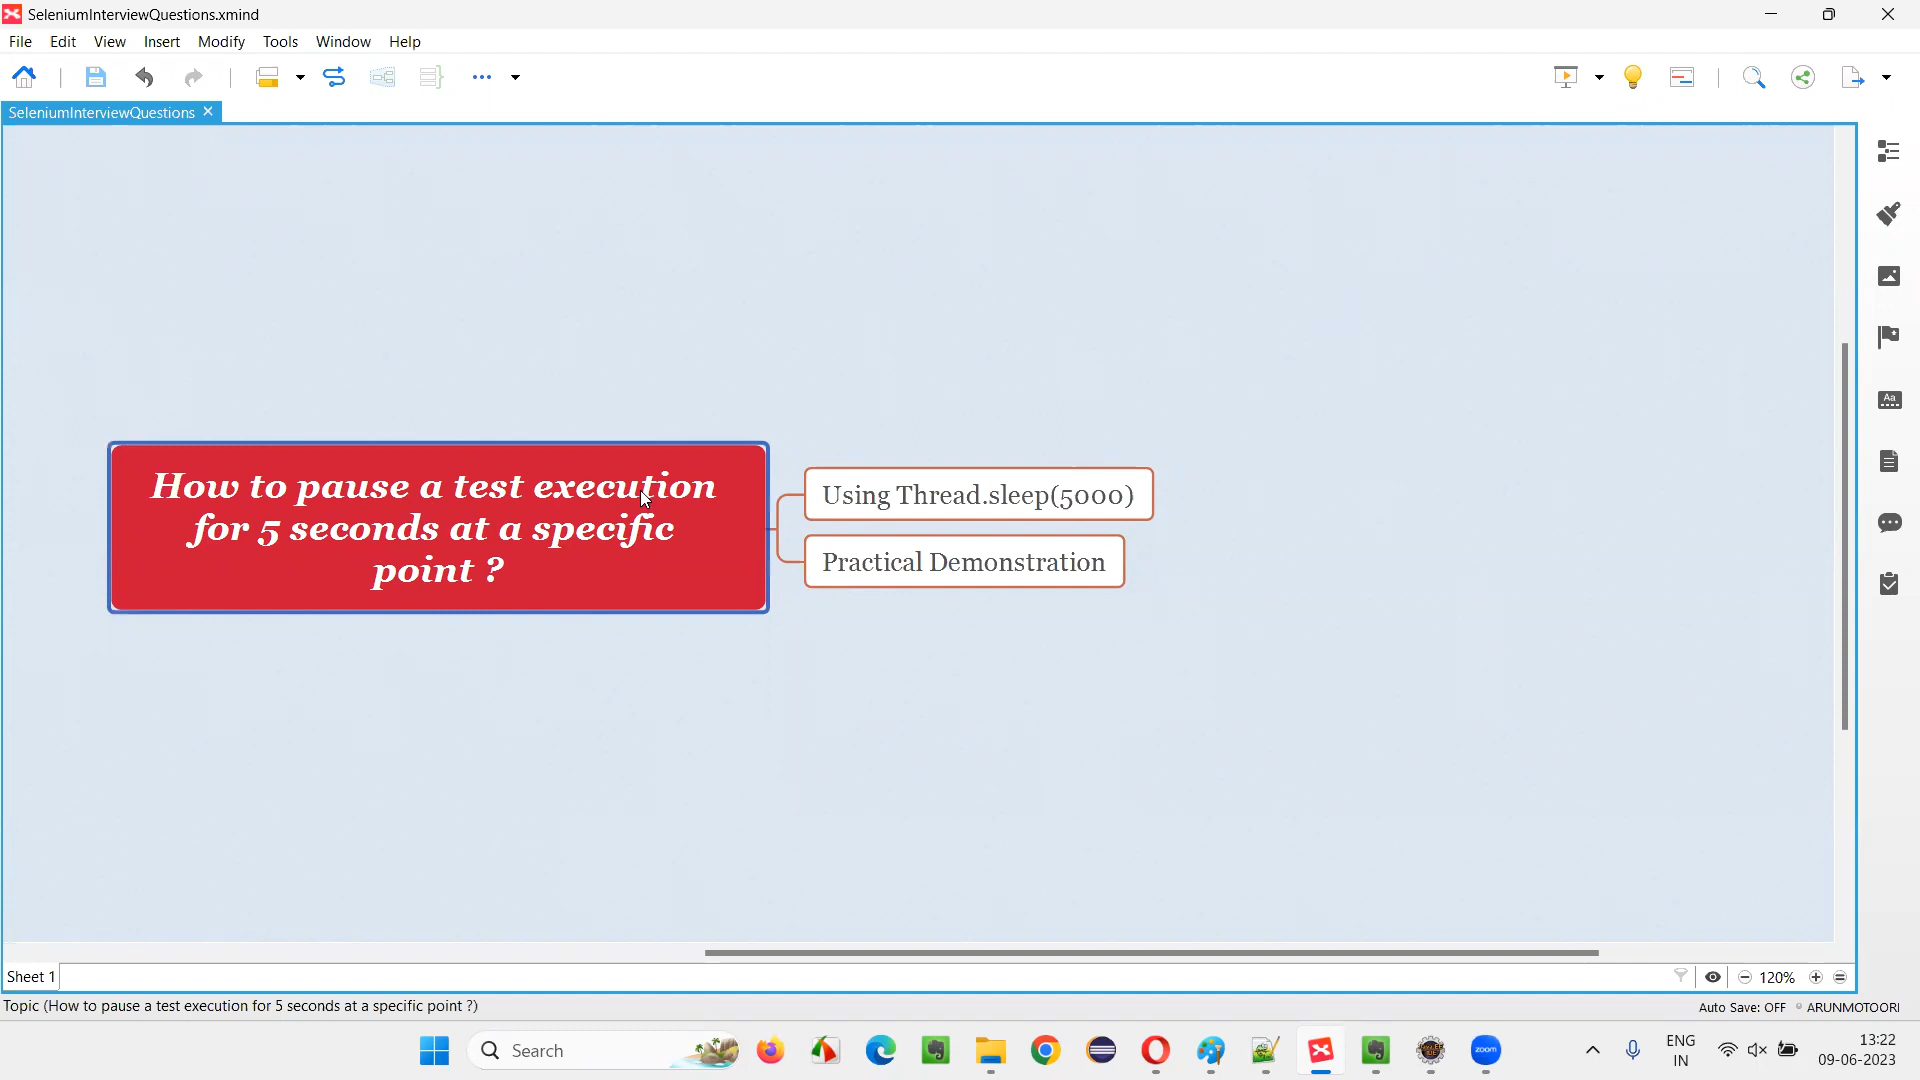 SeleniumInterviewQuestions.xmind
File Edit View Insert Modify Tools Window Help
SeleniumInterviewQuestions
How to pause a test execution
for 5 seconds at a specific
point ?
Using Thread.sleep(5000)
Practical Demonstration
Aa
Sheet 1
120%
Topic (How to pause a test execution for 5 seconds at a specific point ?)
Auto Save: OFF ARUNMOTOORI
Search
zoom
ENG
IN
13:22
09-06-2023